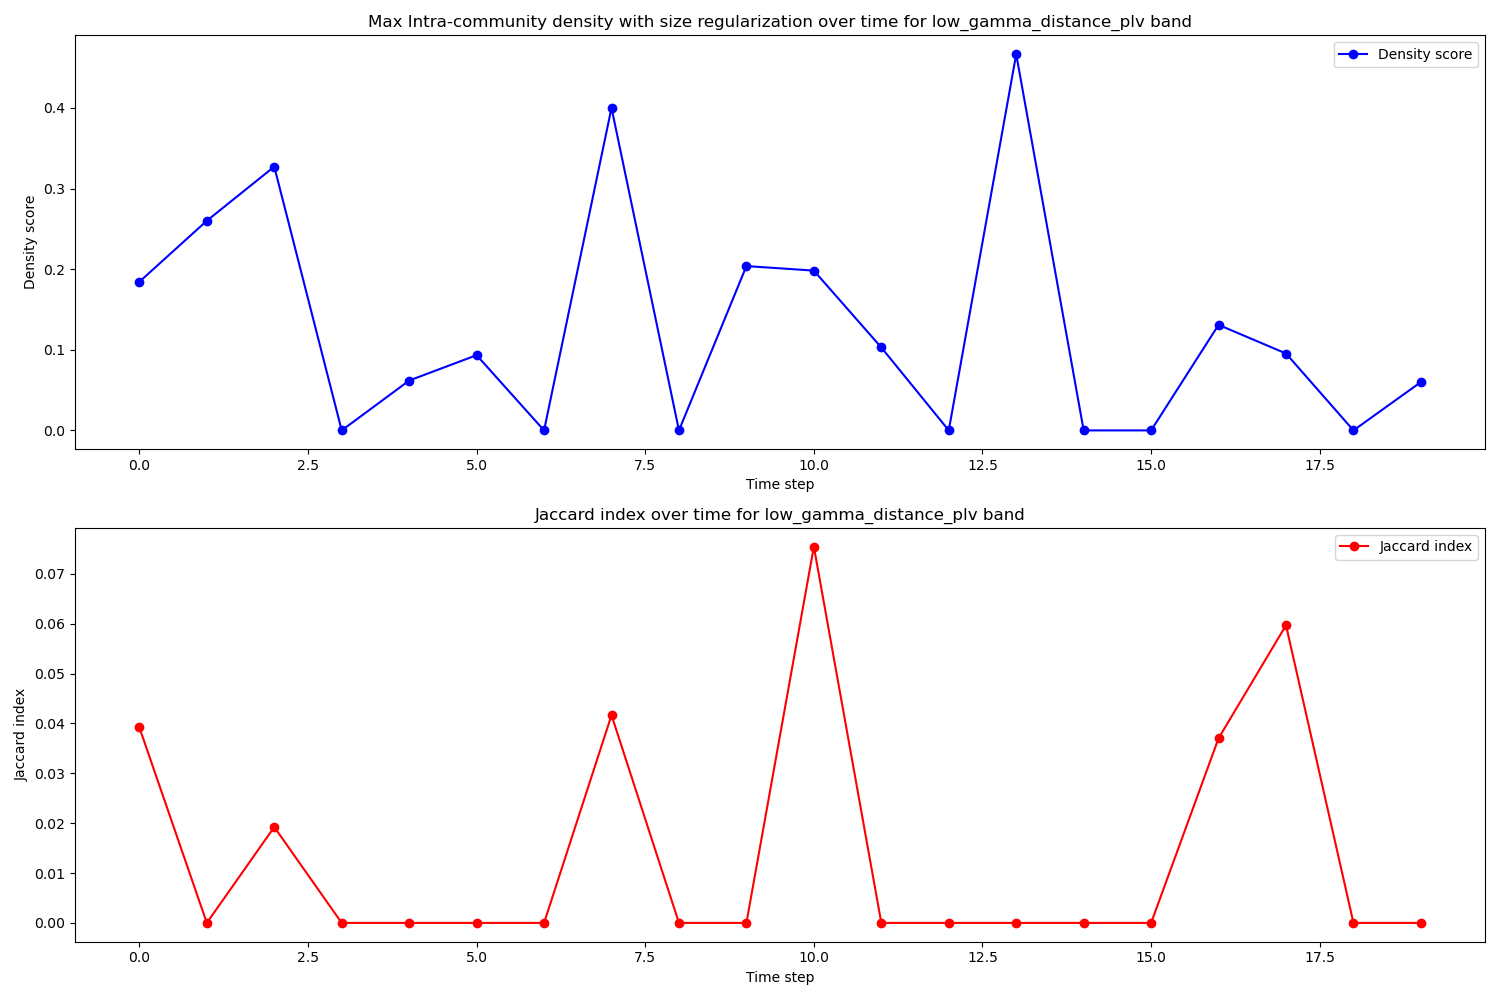 Max Intra-community density with size regularization over time for low_gamma_distance_plv band
Density score
Density score
0.4
0.3
0.2
0.1
0.0
0.0 2.5 5.0 7.5 10.0 12.5 15.0 17.5
Time step
Jaccard index over time for low_gamma_distance_plv band
Jaccard index
Jaccard index
0.07
0.06
0.05
0.04
0.03
0.02
0.01
0.00
0.0 2.5 5.0 7.5 10.0 12.5 15.0 17.5
Time step